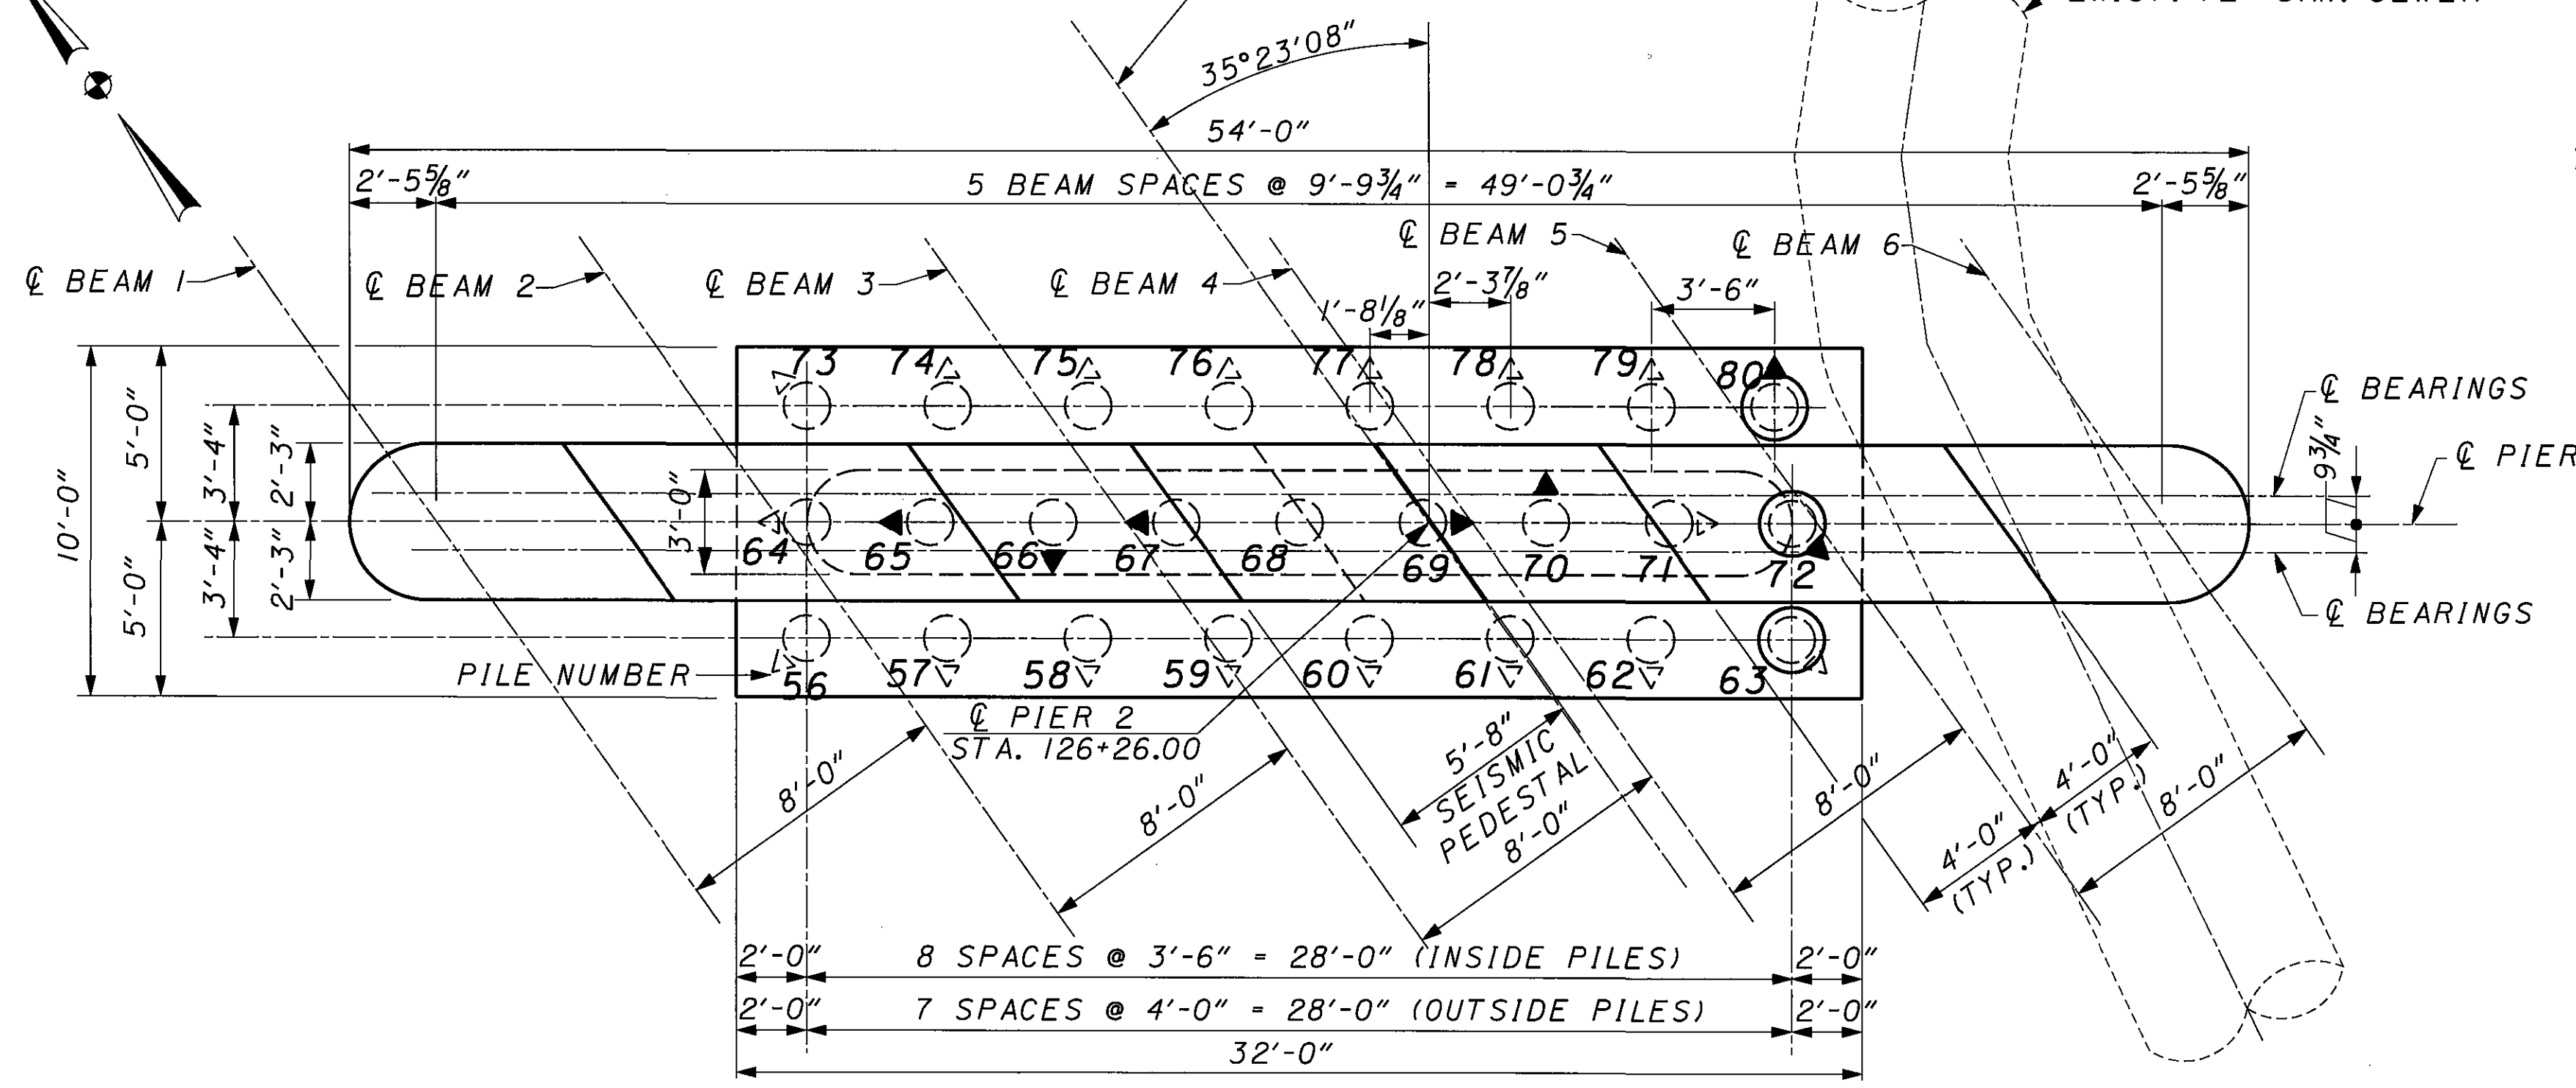 35°23'08"
54'-0"
2'-5⅝"
5 BEAM SPACES @ 9'-9¾" = 49'-0¾"
2'-5⅝"
℄ BEAM 1
℄ BEAM 2
℄ BEAM 3
℄ BEAM 4
℄ BEAM 5
℄ BEAM 6
1'-8⅛"
2'-3⅞"
3'-6"
73
74
75
76
77
78
79
80
10'-0"
5'-0"
5'-0"
3'-4"
3'-4"
2'-3"
2'-3"
3'-0"
64
65
66
67
68
69
70
71
72
℄ BEARINGS
9¾"
℄ PIER
℄ BEARINGS
PILE NUMBER
56
57
58
59
60
61
62
63
℄ PIER 2
STA. 126+26.00
8'-0"
8'-0"
5'-8"
SEISMIC
PEDESTAL
8'-0"
8'-0"
4'-0"
(TYP.)
4'-0"
(TYP.)
8'-0"
2'-0"
8 SPACES @ 3'-6" = 28'-0" (INSIDE PILES)
2'-0"
2'-0"
7 SPACES @ 4'-0" = 28'-0" (OUTSIDE PILES)
2'-0"
32'-0"